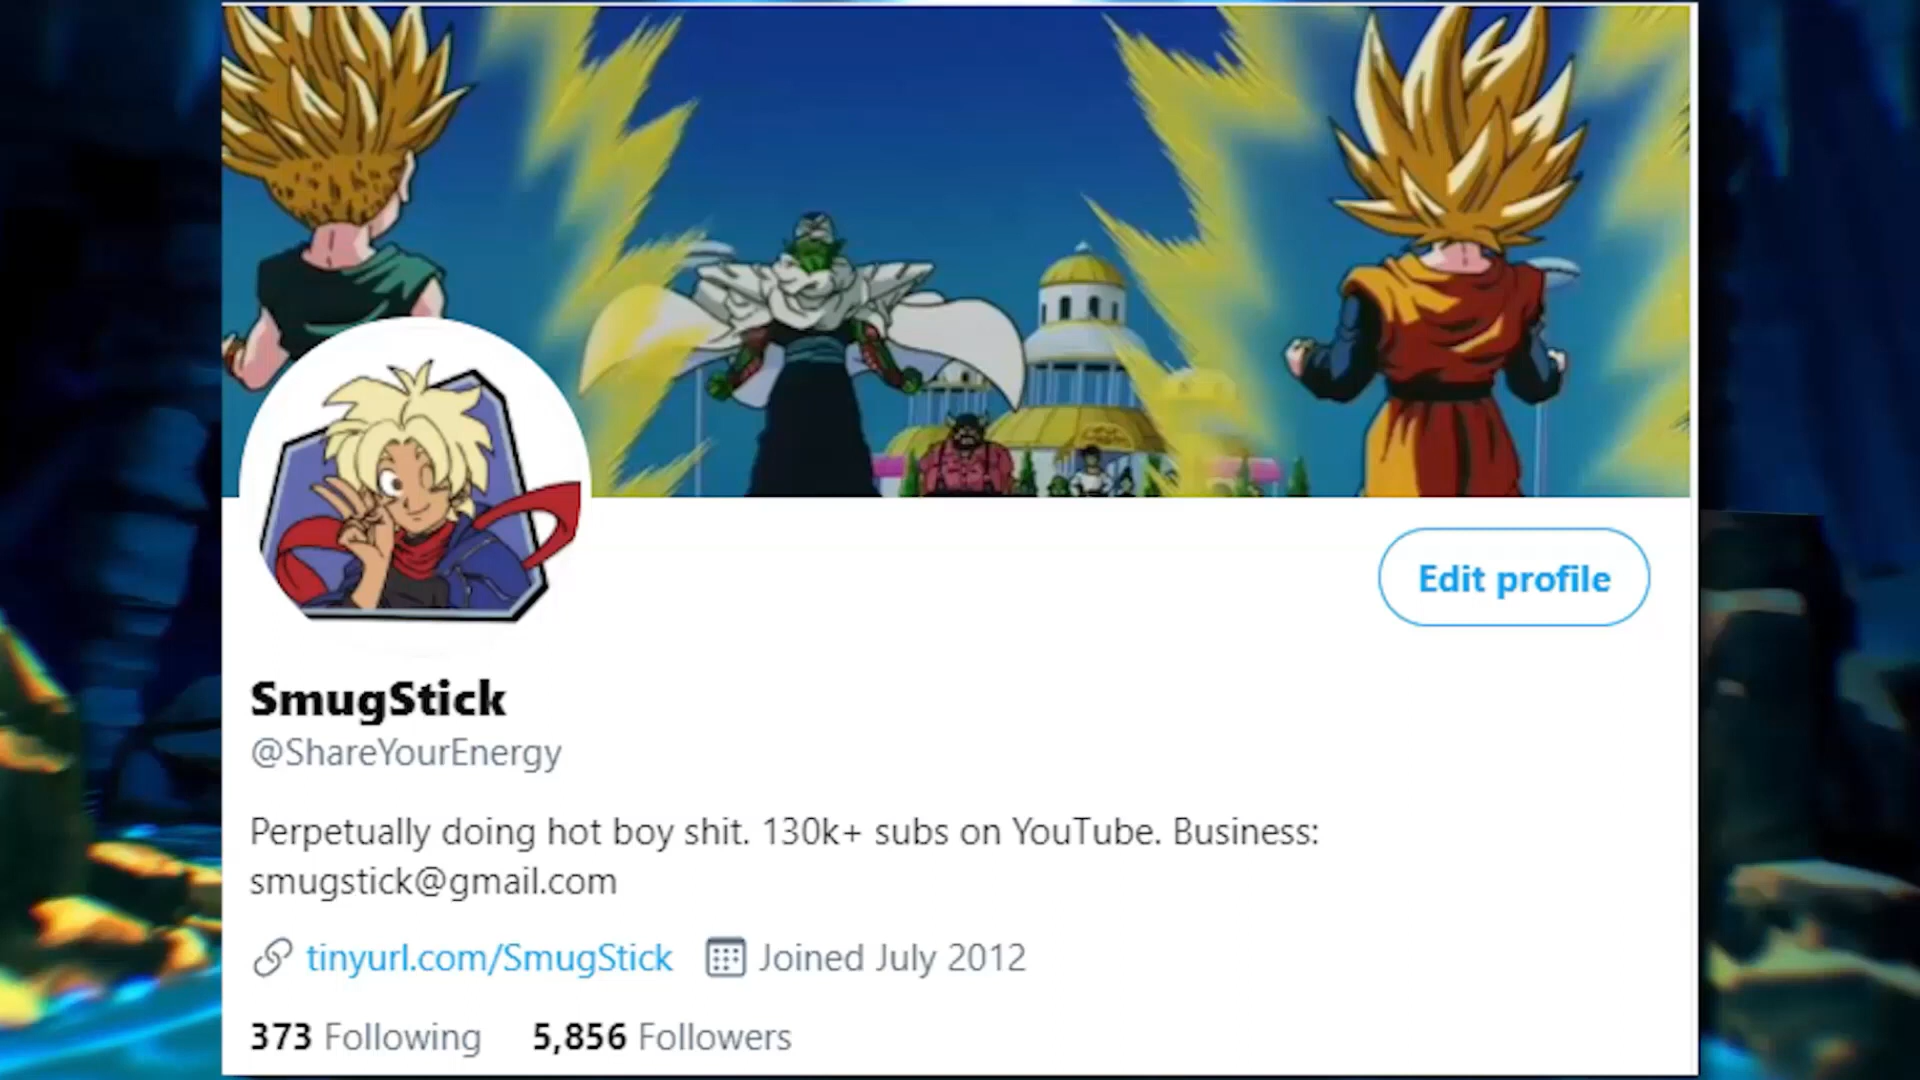 Edit profile
SmugStick
@ShareYourEnergy
Perpetually doing hot boy shit. 130k+ subs on YouTube. Business:
smugstick@gmail.com
tinyurl.com/SmugStick Joined July 2012
373 Following 5,856 Followers